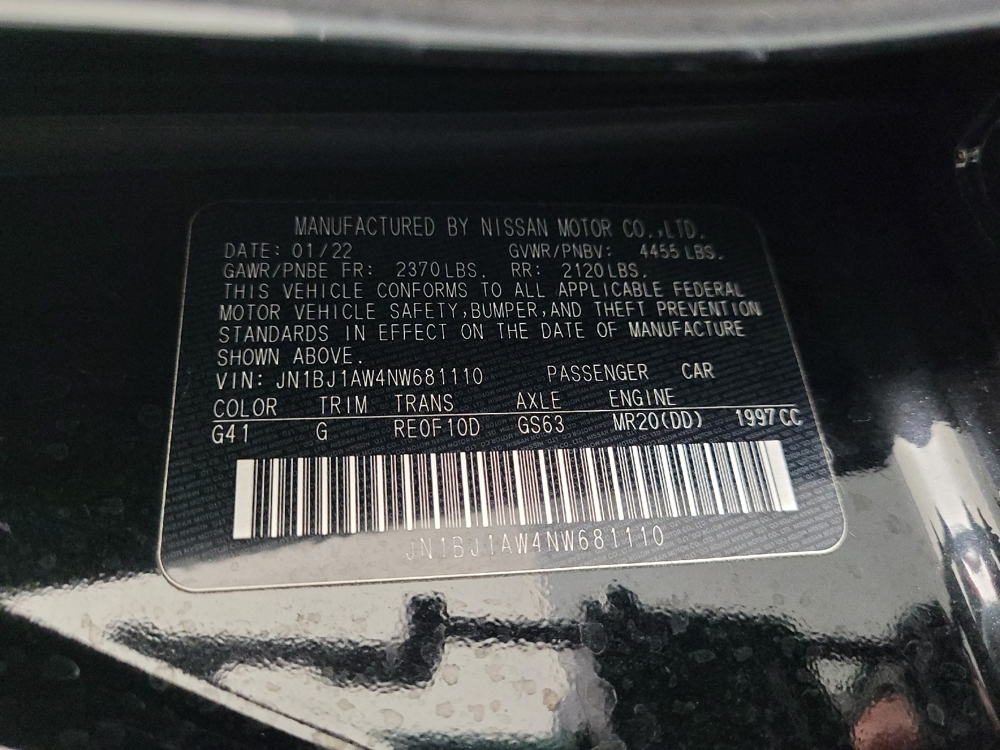 MANUFACTURED BY NISSAN MOTOR CO.,LTD.
DATE: 01/22 GVWR/PNBV: 4455 LBS.
GAWR/PNBE FR: 2370 LBS. RR: 2120 LBS.
THIS VEHICLE CONFORMS TO ALL APPLICABLE FEDERAL
MOTOR VEHICLE SAFETY,BUMPER,AND THEFT PREVENTION
STANDARDS IN EFFECT ON THE DATE OF MANUFACTURE
SHOWN ABOVE.
VIN: JN1BJ1AW4NW681110 PASSENGER CAR
COLOR TRIM TRANS AXLE ENGINE
G41 G RE0F10D GS63 MR20(DD) 1997 CC
JN1BJ1AW4NW681110